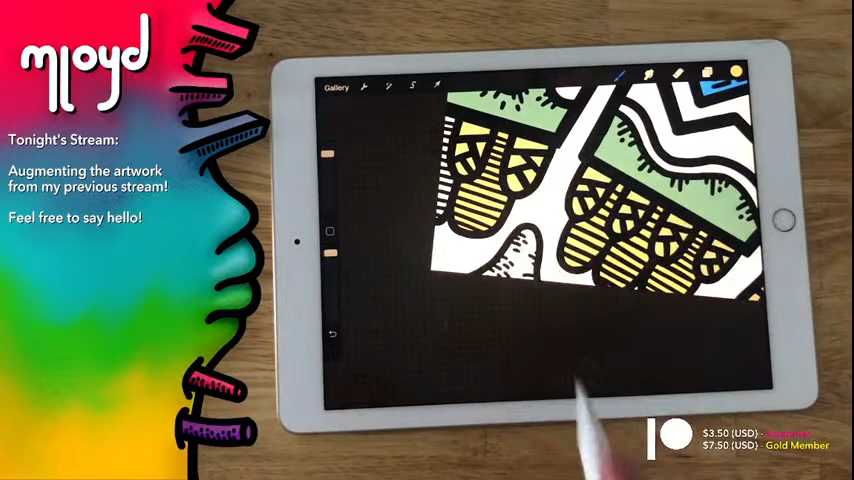 mloyd
Tonight's Stream:
Augmenting the artwork
from my previous stream!
Feel free to say hello!
Gallery
$3.50 (USD) -
$7.50 (USD) - Gold Member